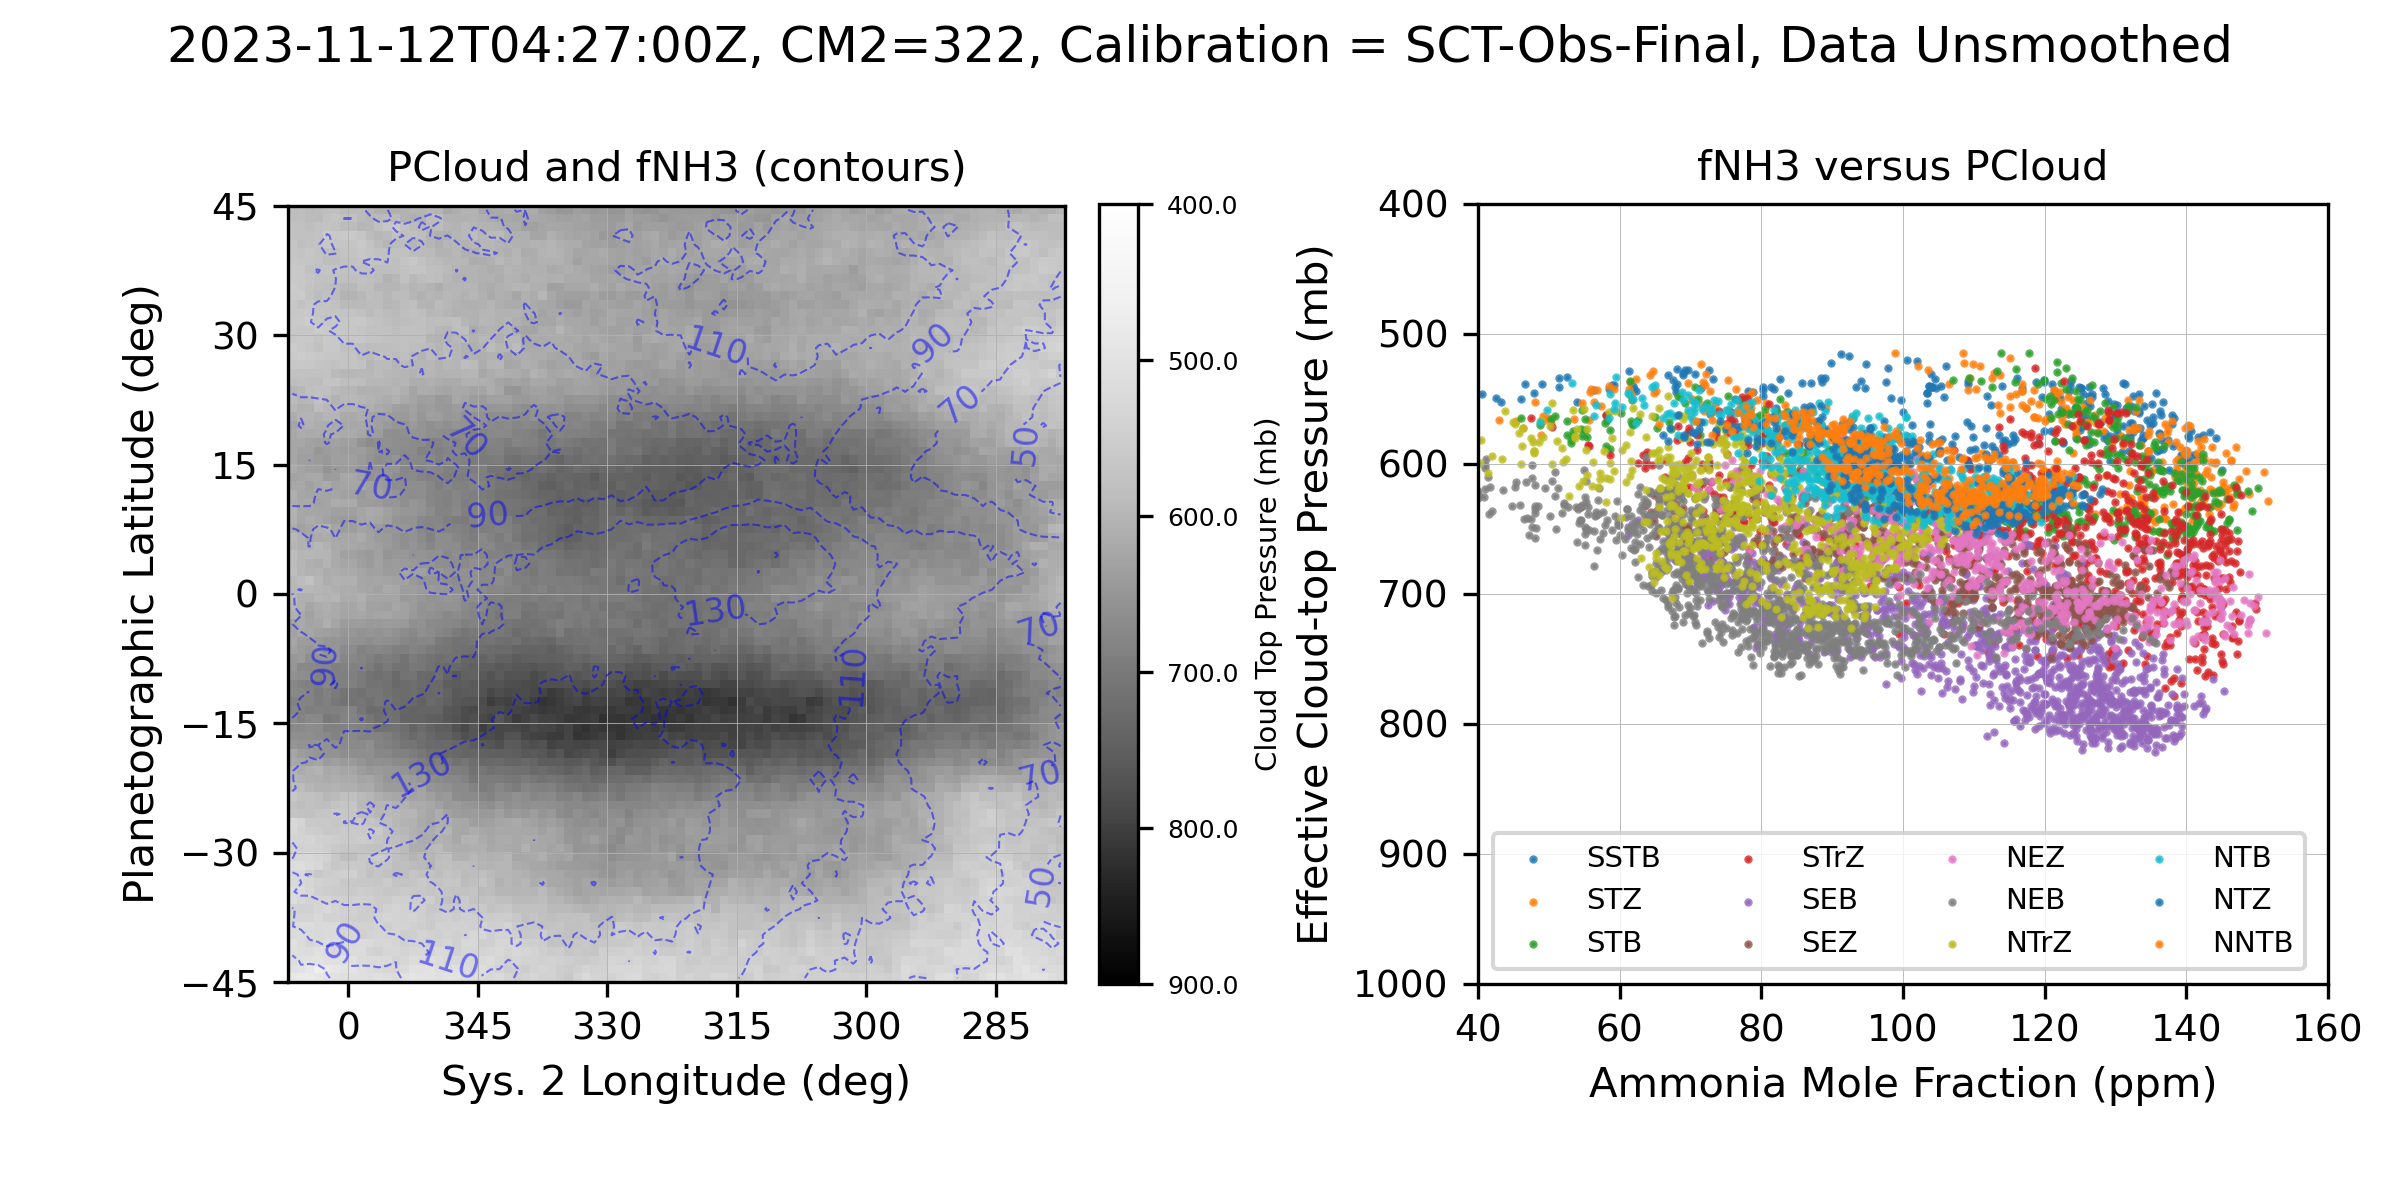 2023-11-12T04:27:00Z, CM2=322, Calibration = SCT-Obs-Final, Data Unsmoothed
PCloud and fNH3 (contours)
45
30
15
0
−15
−30
−45
Planetographic Latitude (deg)
0 345 330 315 300 285
Sys. 2 Longitude (deg)
110
90
70
50
70
70
90
130
70
90
110
130
70
50
90
110
400.0
500.0
600.0
700.0
800.0
900.0
Cloud Top Pressure (mb)
fNH3 versus PCloud
400
500
600
700
800
900
1000
Effective Cloud-top Pressure (mb)
SSTB STrZ NEZ NTB
STZ SEB NEB NTZ
STB SEZ NTrZ NNTB
40 60 80 100 120 140 160
Ammonia Mole Fraction (ppm)